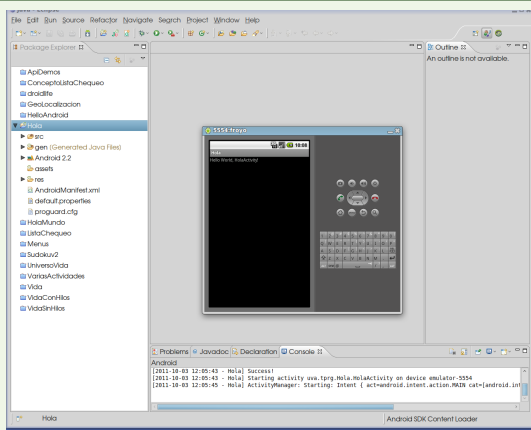 File Edit Run Source Refactor Navigate Search Project Window Help
Package Explorer
Outline
An outline is not available.
ApiDemos
ConceptoListaChequeo
droidlife
GeoLocalizacion
HelloAndroid
Hola
src
gen (Generated Java Files)
Android 2.2
assets
res
AndroidManifest.xml
default.properties
proguard.cfg
HolaMundo
ListaChequeo
Menus
Sudokuv2
UniversoVida
VariasActividades
Vida
VidaConHilos
VidaSinHilos
5554:froyo
Hola
Hello World, HolaActivity!
Problems Javadoc Declaration Console
Android
[2011-10-03 12:05:43 - Hola] Success!
[2011-10-03 12:05:43 - Hola] Starting activity uva.tprg.Hola.HolaActivity on device emulator-5554
[2011-10-03 12:05:45 - Hola] ActivityManager: Starting: Intent { act=android.intent.action.MAIN cat=[android.int
Hola
Android SDK Content Loader